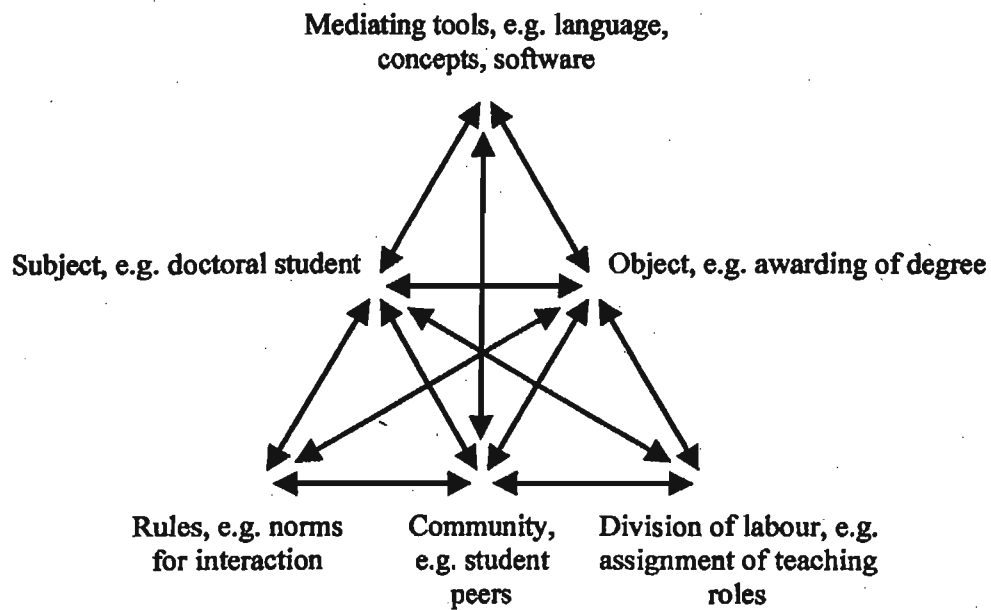 Mediating tools, e.g. language,
concepts, software
Subject, e.g. doctoral student
Object, e.g. awarding of degree
Rules, e.g. norms
for interaction
Community,
e.g. student
peers
Division of labour, e.g.
assignment of teaching
roles